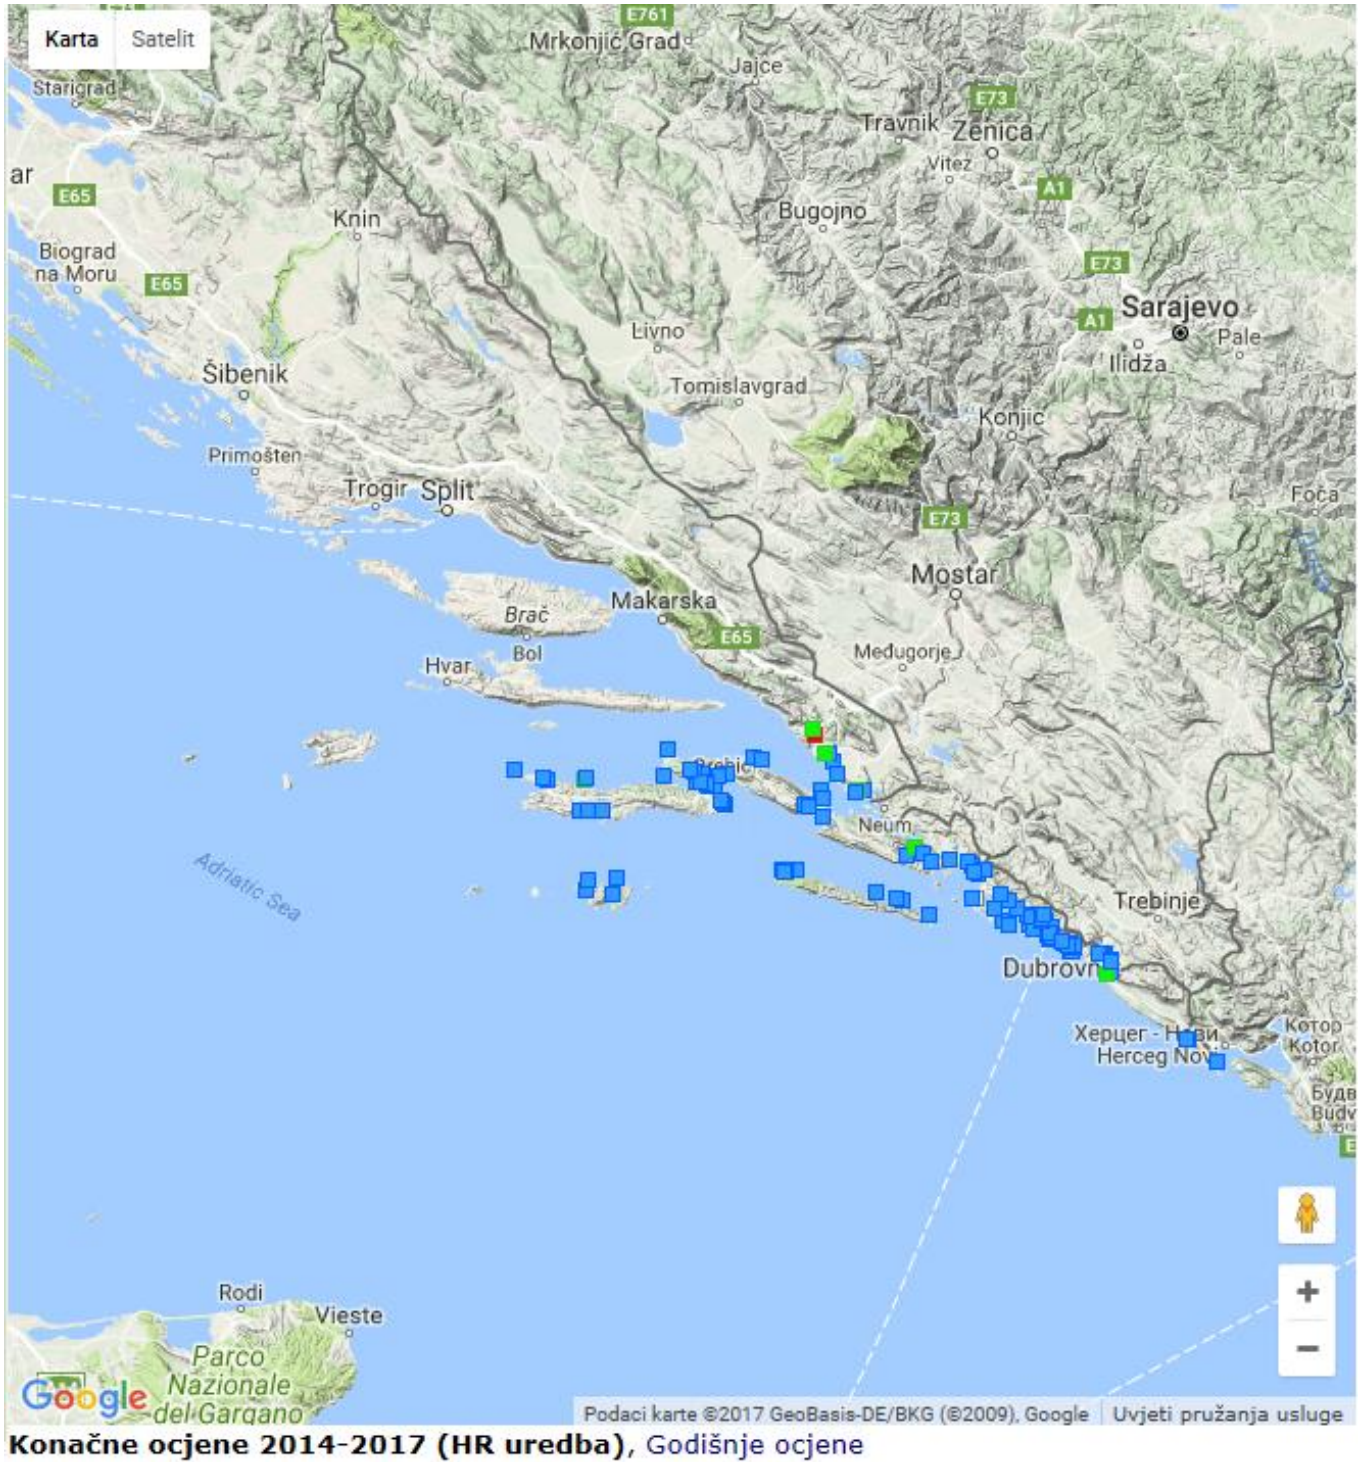 E761
Karta
Satelit
Mrkonjić Grad
Jajce
Starigrad
E73
Travnik
Zenica
Vitez
ar
E65
A1
Knin
Bugojno
Biograd
na Moru
E65
E73
Sarajevo
A1
Livno
Pale
Ilidža
Šibenik
Tomislavgrad
Konjic
Primošten
Trogir
Split
Foča
E73
Mostar
Makarska
Brač
E65
Bol
Hvar
Međugorje
Neum
Adriatic Sea
Trebinje
Херцег - Нови
Herceg Novi
Котор
Kotor
Rodi
Vieste
Parco
Nazionale
del Gargano
Google
Podaci karte ©2017 GeoBasis-DE/BKG (©2009), Google
Uvjeti pružanja usluge
Konačne ocjene 2014-2017 (HR uredba), Godišnje ocjene